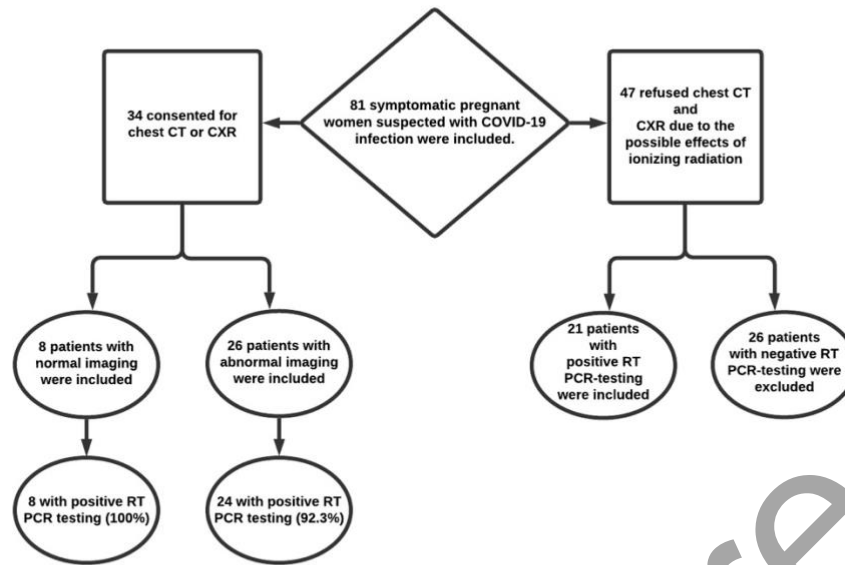 34 consented for
chest CT or CXR
81 symptomatic pregnant
women suspected with COVID-19
infection were included.
47 refused chest CT
and
CXR due to the
possible effects of
ionizing radiation
8 patients with
normal imaging
were included
26 patients with
abnormal imaging
were included
21 patients
with
positive RT
PCR-testing
were included
26 patients
with negative RT
PCR-testing were
excluded
8 with positive RT
PCR testing (100%)
24 with positive RT
PCR testing (92.3%)